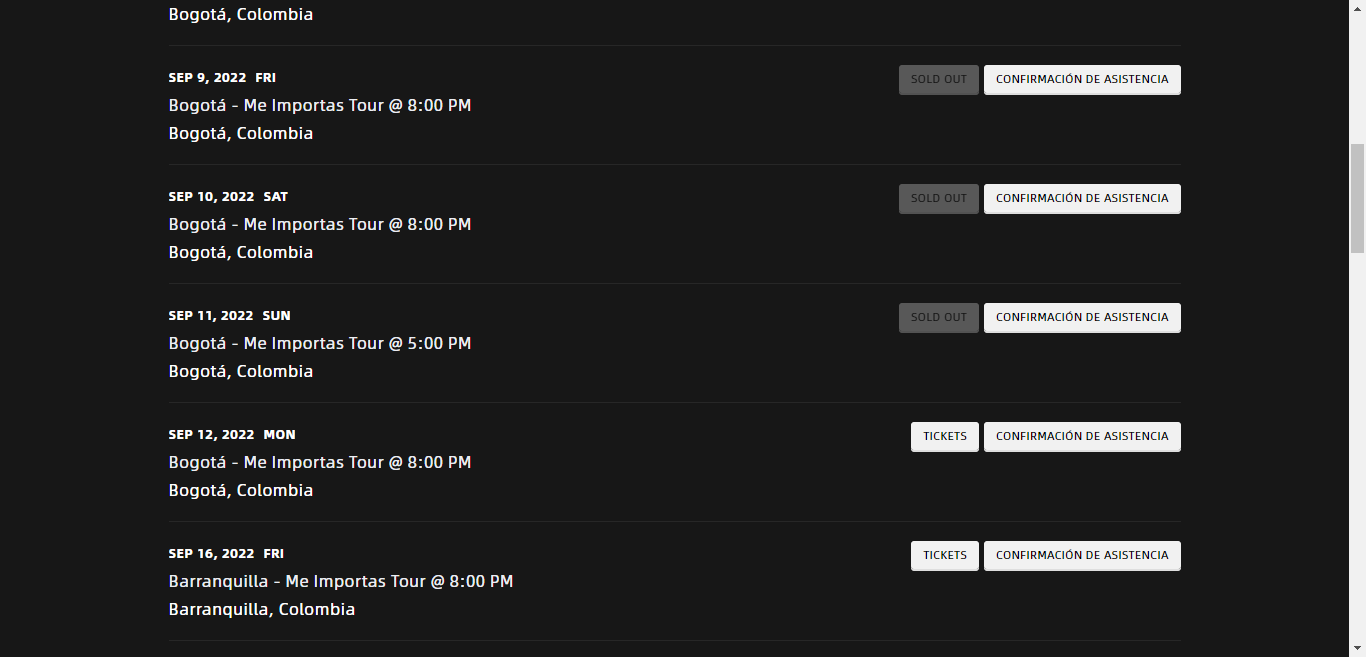 Bogotá, Colombia
SEP 9, 2022 FRI
SOLD OUT
CONFIRMACIÓN DE ASISTENCIA
Bogotá - Me Importas Tour @ 8:00 PM
Bogotá, Colombia
SEP 10, 2022 SAT
SOLD OUT
CONFIRMACIÓN DE ASISTENCIA
Bogotá - Me Importas Tour @ 8:00 PM
Bogotá, Colombia
SEP 11, 2022 SUN
SOLD OUT
CONFIRMACIÓN DE ASISTENCIA
Bogotá - Me Importas Tour @ 5:00 PM
Bogotá, Colombia
SEP 12, 2022 MON
TICKETS
CONFIRMACIÓN DE ASISTENCIA
Bogotá - Me Importas Tour @ 8:00 PM
Bogotá, Colombia
SEP 16, 2022 FRI
TICKETS
CONFIRMACIÓN DE ASISTENCIA
Barranquilla - Me Importas Tour @ 8:00 PM
Barranquilla, Colombia